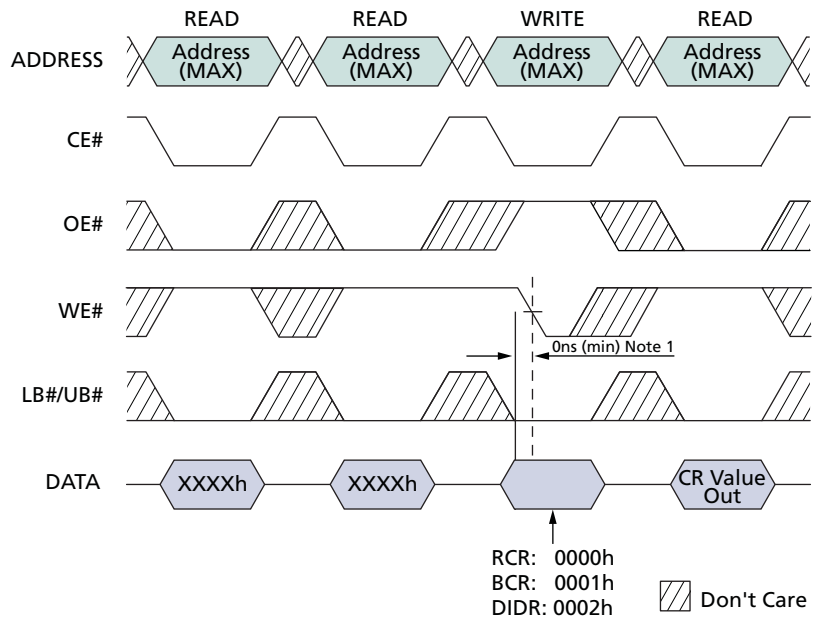 READ READ WRITE READ
ADDRESS
Address
(MAX)
Address
(MAX)
Address
(MAX)
Address
(MAX)
CE#
OE#
WE#
0ns (min) Note 1
LB#/UB#
DATA
XXXXh
XXXXh
CR Value
Out
RCR: 0000h
BCR: 0001h
DIDR: 0002h
Don't Care